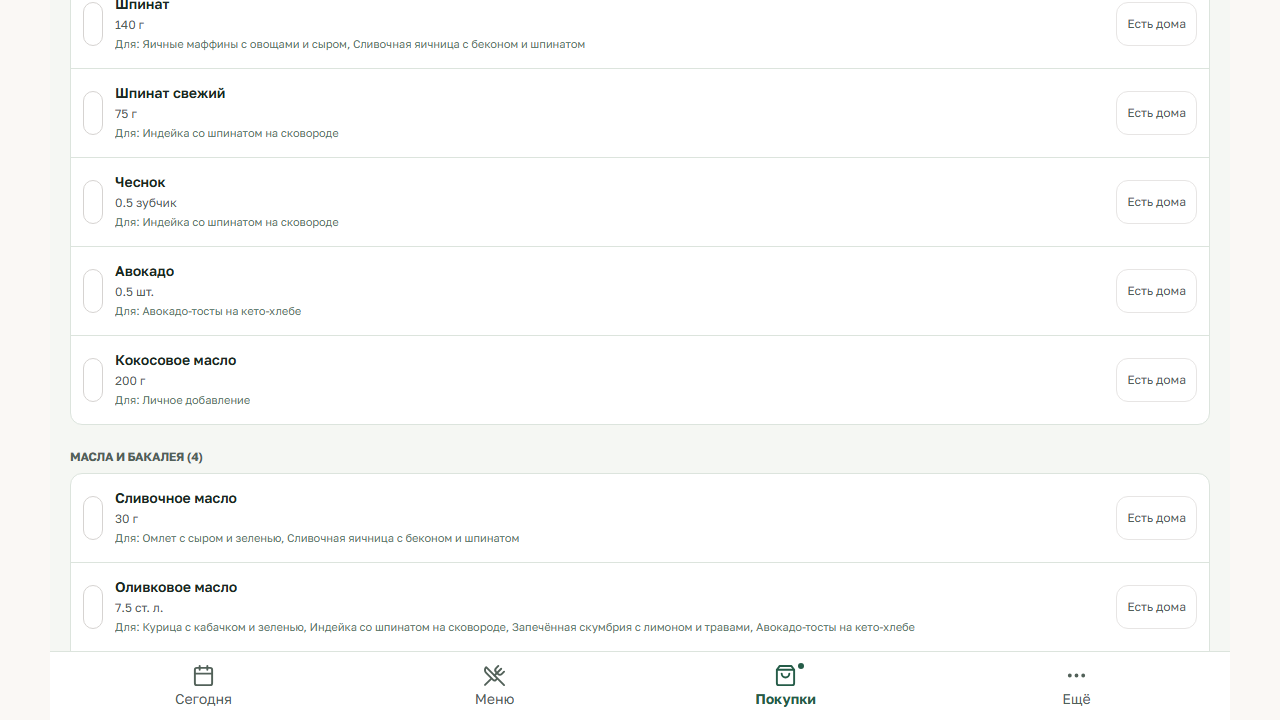 Шпинат
140 г
Есть дома
Для: Яичные маффины с овощами и сыром, Сливочная яичница с беконом и шпинатом
Шпинат свежий
75 г
Есть дома
Для: Индейка со шпинатом на сковороде
Чеснок
0.5 зубчик
Есть дома
Для: Индейка со шпинатом на сковороде
Авокадо
0.5 шт.
Есть дома
Для: Авокадо-тосты на кето-хлебе
Кокосовое масло
200 г
Есть дома
Для: Личное добавление
МАСЛА И БАКАЛЕЯ (4)
Сливочное масло
30 г
Есть дома
Для: Омлет с сыром и зеленью, Сливочная яичница с беконом и шпинатом
Оливковое масло
7.5 ст. л.
Есть дома
Для: Курица с кабачком и зеленью, Индейка со шпинатом на сковороде, Запечённая скумбрия с лимоном и травами, Авокадо-тосты на кето-хлебе
Сегодня
Меню
Покупки
Ещё